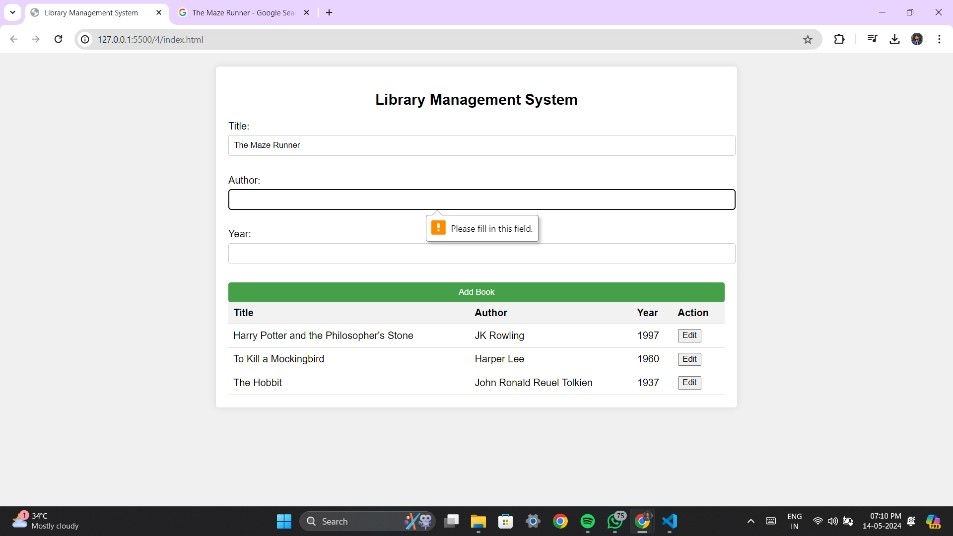 Library Management System
The Maze Runner - Google Sea
127.0.0.1:5500/4/index.html
Library Management System
Title:
The Maze Runner
Author:
Please fill in this field.
Year:
Add Book
Title Author Year Action
Harry Potter and the Philosopher's Stone JK Rowling 1997 Edit
To Kill a Mockingbird Harper Lee 1960 Edit
The Hobbit John Ronald Reuel Tolkien 1937 Edit
1 34°C
Mostly cloudy
Search
75
1
ENG
IN
07:10 PM
14-05-2024